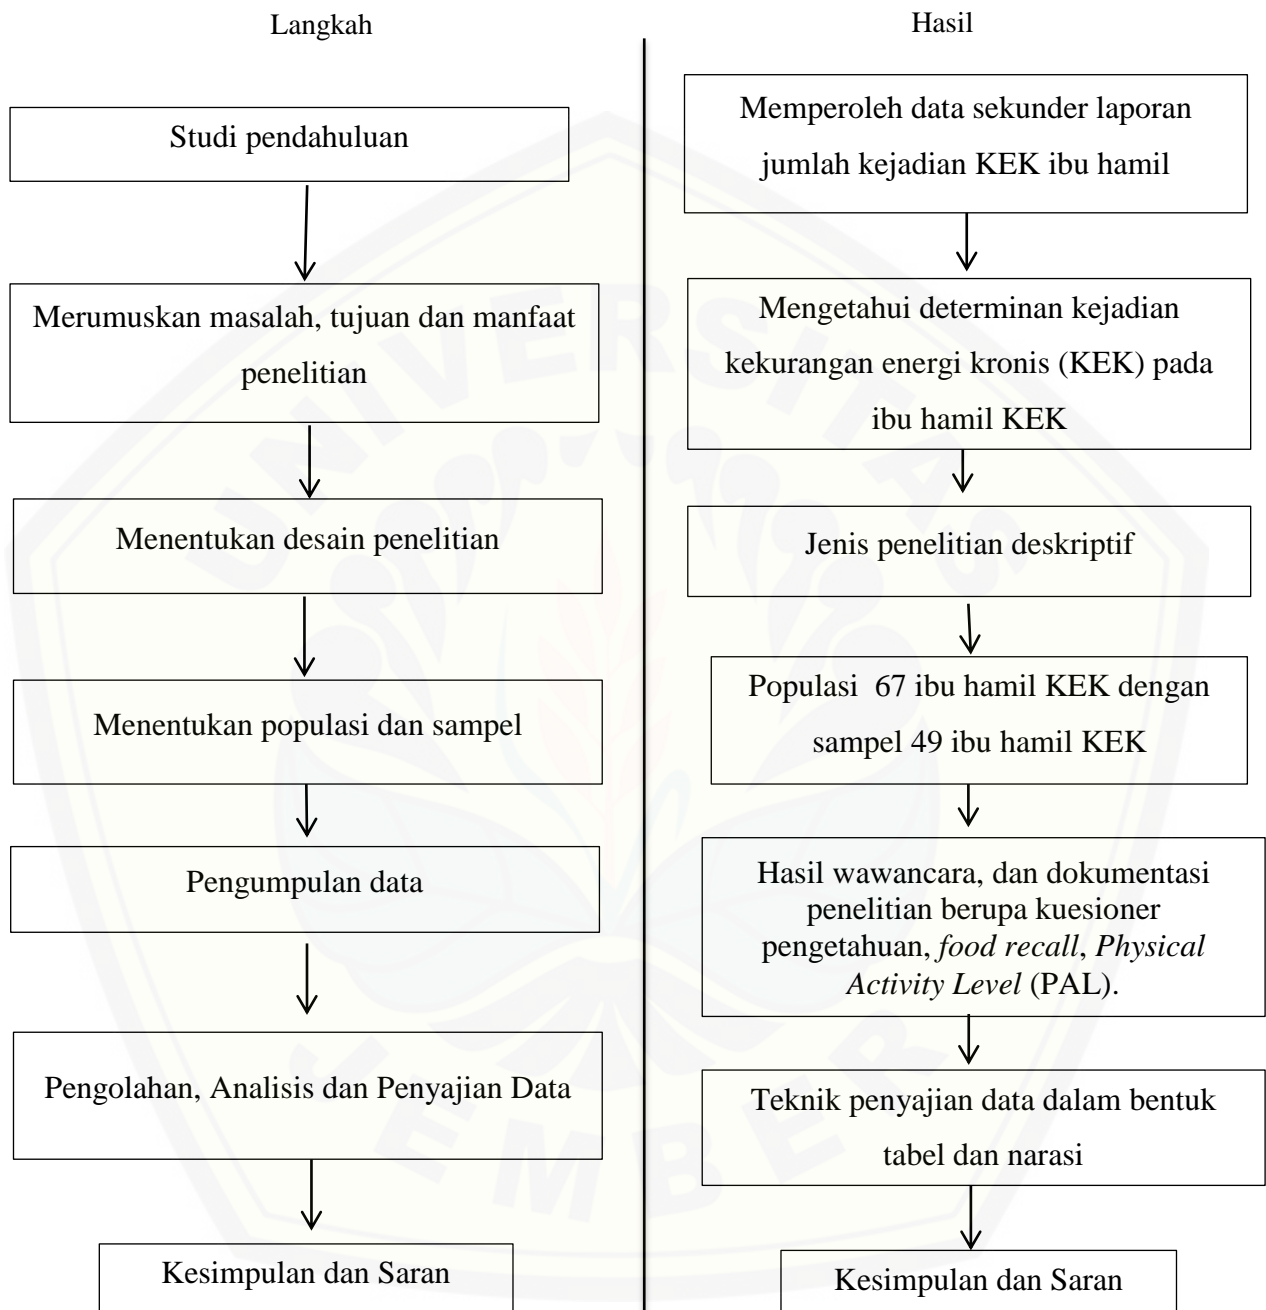 Langkah
Studi pendahuluan
Merumuskan masalah, tujuan dan manfaat
penelitian
Menentukan desain penelitian
Menentukan populasi dan sampel
Pengumpulan data
Pengolahan, Analisis dan Penyajian Data
Kesimpulan dan Saran
Hasil
Memperoleh data sekunder laporan
jumlah kejadian KEK ibu hamil
Mengetahui determinan kejadian
kekurangan energi kronis (KEK) pada
ibu hamil KEK
Jenis penelitian deskriptif
Populasi 67 ibu hamil KEK dengan
sampel 49 ibu hamil KEK
Hasil wawancara, dan dokumentasi
penelitian berupa kuesioner
pengetahuan, food recall, Physical
Activity Level (PAL).
Teknik penyajian data dalam bentuk
tabel dan narasi
Kesimpulan dan Saran
UNIVERSITAS
JEMBER